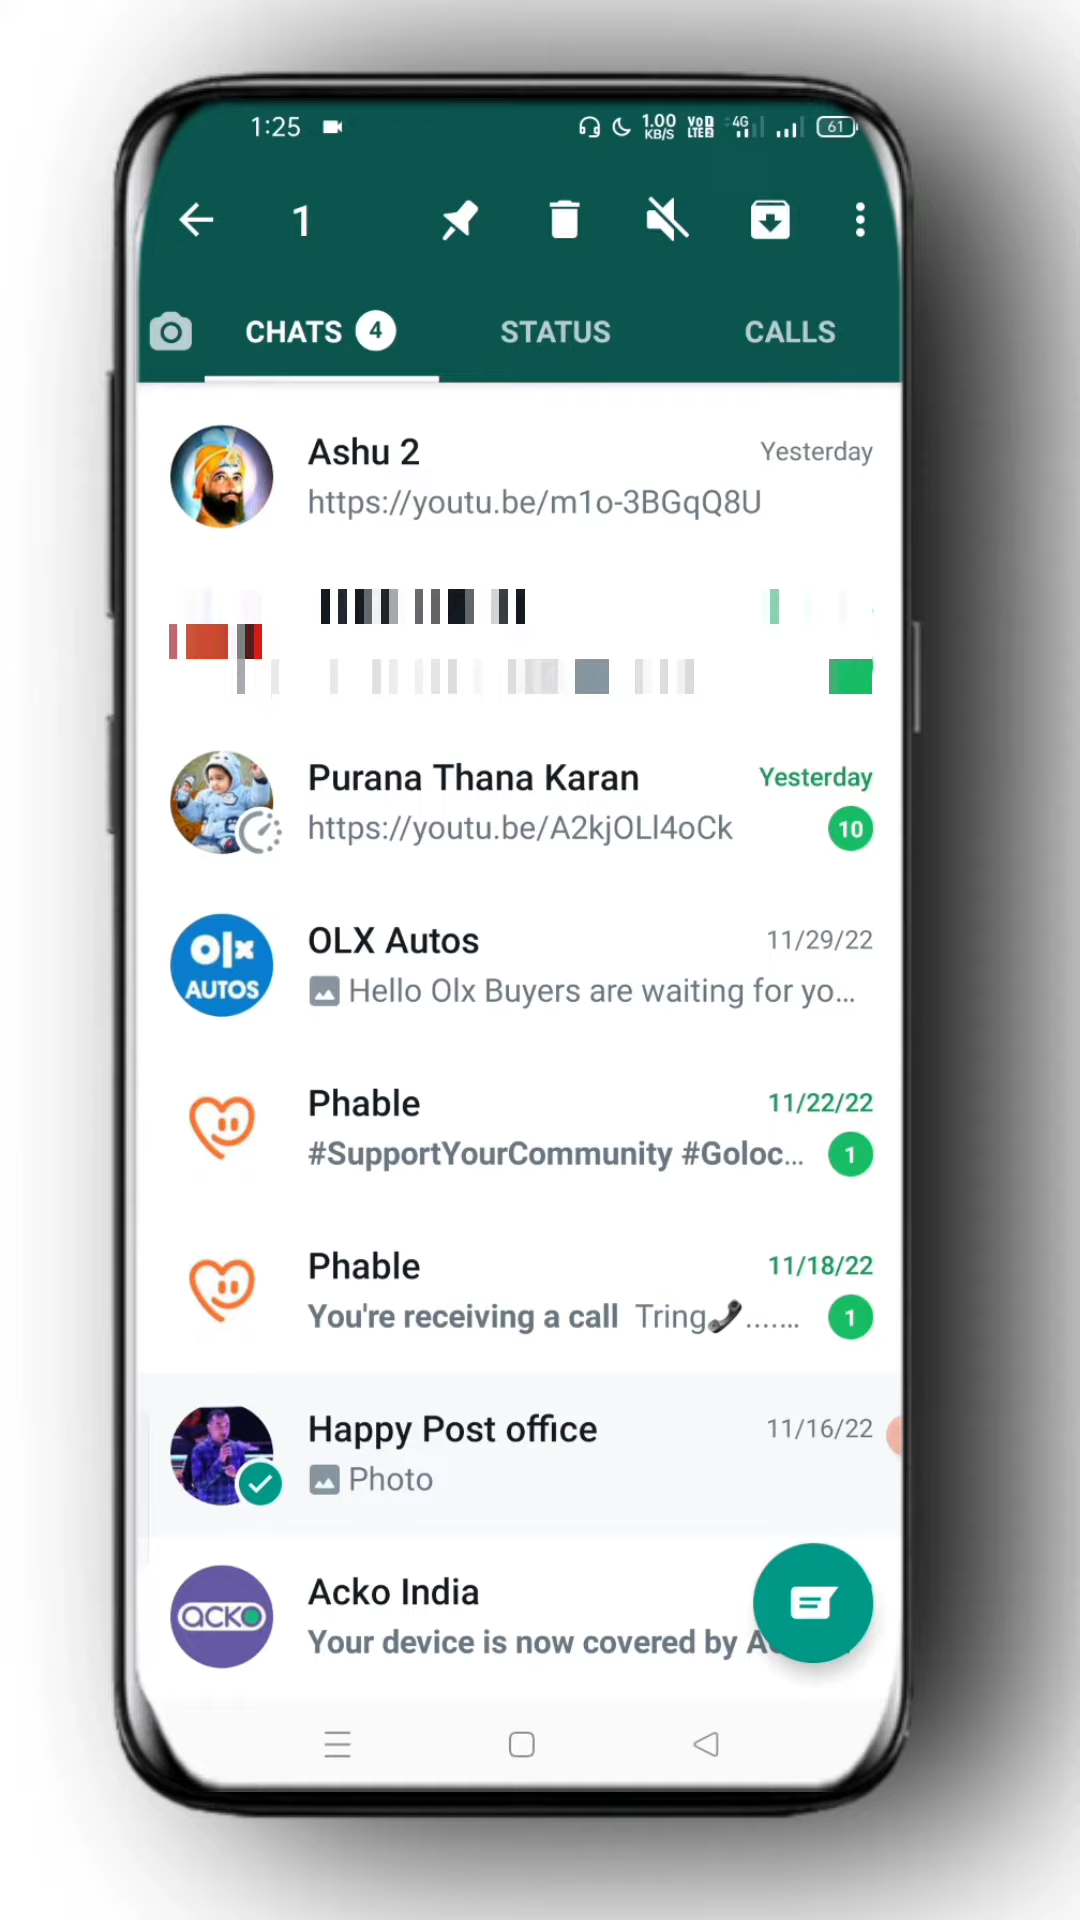 1:25 1.00 KB/S VoD LTE2 4G 61
1
CHATS 4 STATUS CALLS
Ashu 2 Yesterday
https://youtu.be/m1o-3BGqQ8U
Purana Thana Karan Yesterday
https://youtu.be/A2kjOLl4oCk 10
olx AUTOS
OLX Autos 11/29/22
Hello Olx Buyers are waiting for yo...
Phable 11/22/22
#SupportYourCommunity #Goloc... 1
Phable 11/18/22
You're receiving a call Tring📞....... 1
Happy Post office 11/16/22
Photo
acko
Acko India
Your device is now covered by